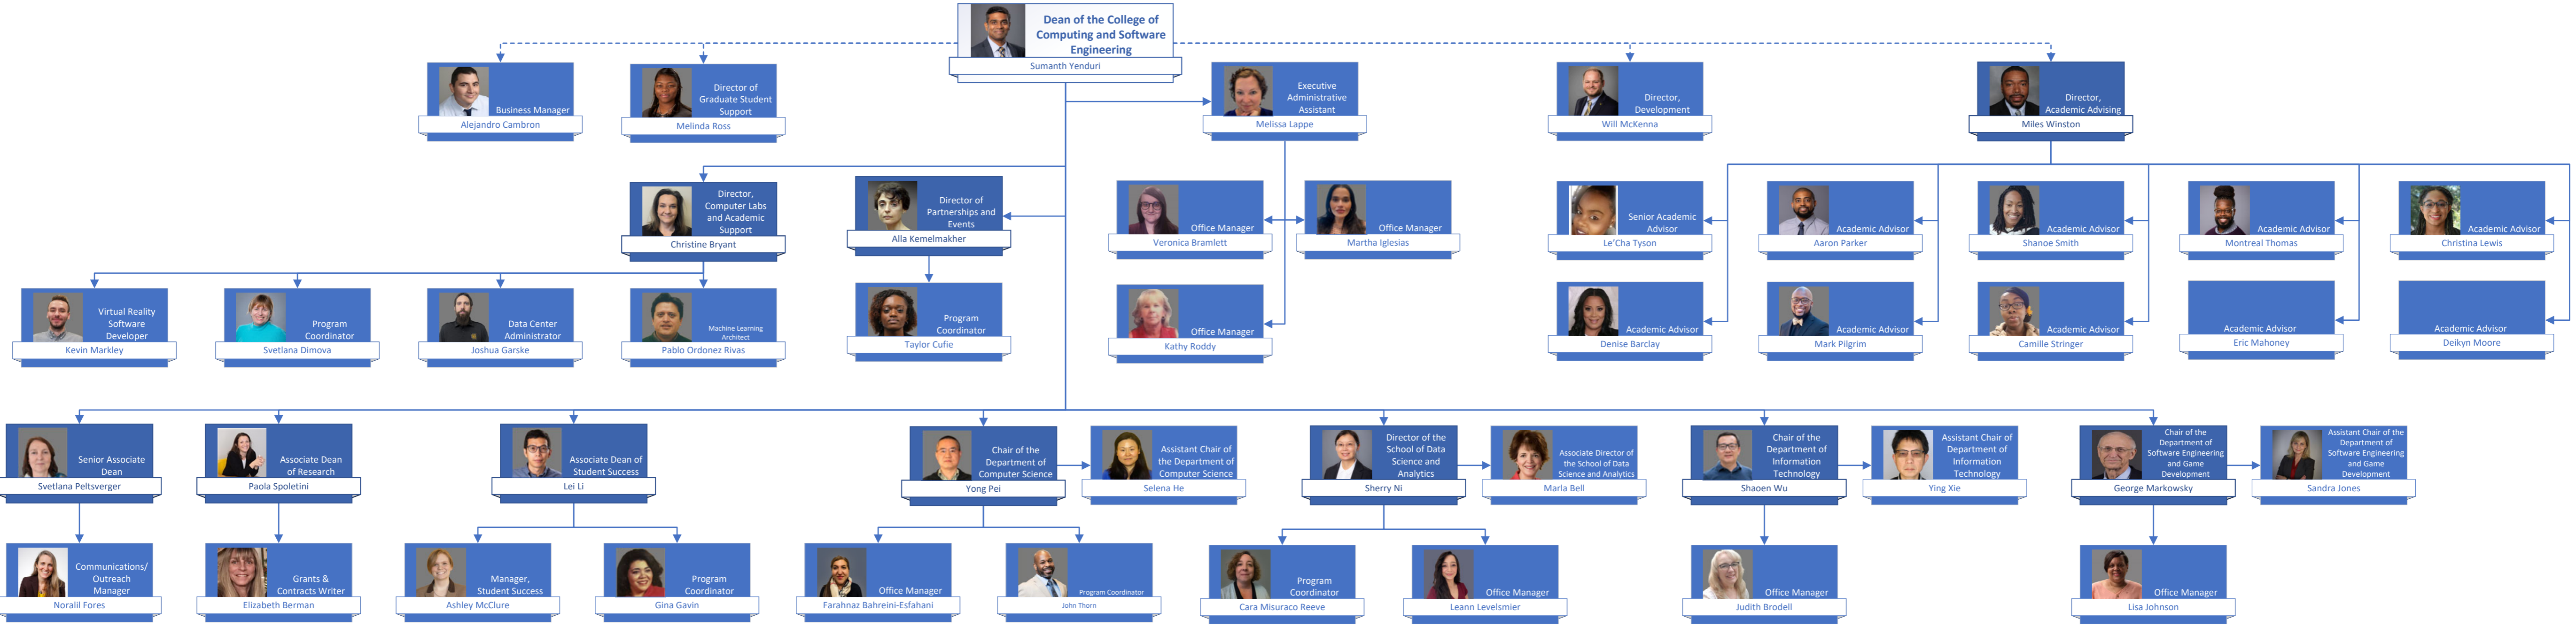 Dean of the College of
Computing and Software
Engineering
Sumanth Yenduri
Business Manager
Alejandro Cambron
Director of
Graduate Student
Support
Melinda Ross
Executive
Administrative
Assistant
Melissa Lappe
Director,
Development
Will McKenna
Director,
Academic Advising
Miles Winston
Director,
Computer Labs
and Academic
Support
Christine Bryant
Director of
Partnerships and
Events
Alla Kemelmakher
Office Manager
Veronica Bramlett
Office Manager
Martha Iglesias
Senior Academic
Advisor
Le'Cha Tyson
Academic Advisor
Aaron Parker
Academic Advisor
Shanoe Smith
Academic Advisor
Montreal Thomas
Academic Advisor
Christina Lewis
Virtual Reality
Software
Developer
Kevin Markley
Program
Coordinator
Svetlana Dimova
Data Center
Administrator
Joshua Garske
Machine Learning
Architect
Pablo Ordonez Rivas
Program
Coordinator
Taylor Cufie
Office Manager
Kathy Roddy
Academic Advisor
Denise Barclay
Academic Advisor
Mark Pilgrim
Academic Advisor
Camille Stringer
Academic Advisor
Eric Mahoney
Academic Advisor
Deikyn Moore
Senior Associate
Dean
Svetlana Peltsverger
Associate Dean
of Research
Paola Spoletini
Associate Dean of
Student Success
Lei Li
Chair of the
Department of
Computer Science
Yong Pei
Assistant Chair of
the Department of
Computer Science
Selena He
Director of the
School of Data
Science and
Analytics
Sherry Ni
Associate Director of
the School of Data
Science and Analytics
Marla Bell
Chair of the
Department of
Information
Technology
Shaoen Wu
Assistant Chair of
Department of
Information
Technology
Ying Xie
Chair of the
Department of
Software Engineering
and Game
Development
George Markowsky
Assistant Chair of the
Department of
Software Engineering
and Game
Development
Sandra Jones
Communications/
Outreach
Manager
Noralil Fores
Grants &
Contracts Writer
Elizabeth Berman
Manager,
Student Success
Ashley McClure
Program
Coordinator
Gina Gavin
Office Manager
Farahnaz Bahreini-Esfahani
Program Coordinator
John Thorn
Program
Coordinator
Cara Misuraco Reeve
Office Manager
Leann Levelsmier
Office Manager
Judith Brodell
Office Manager
Lisa Johnson